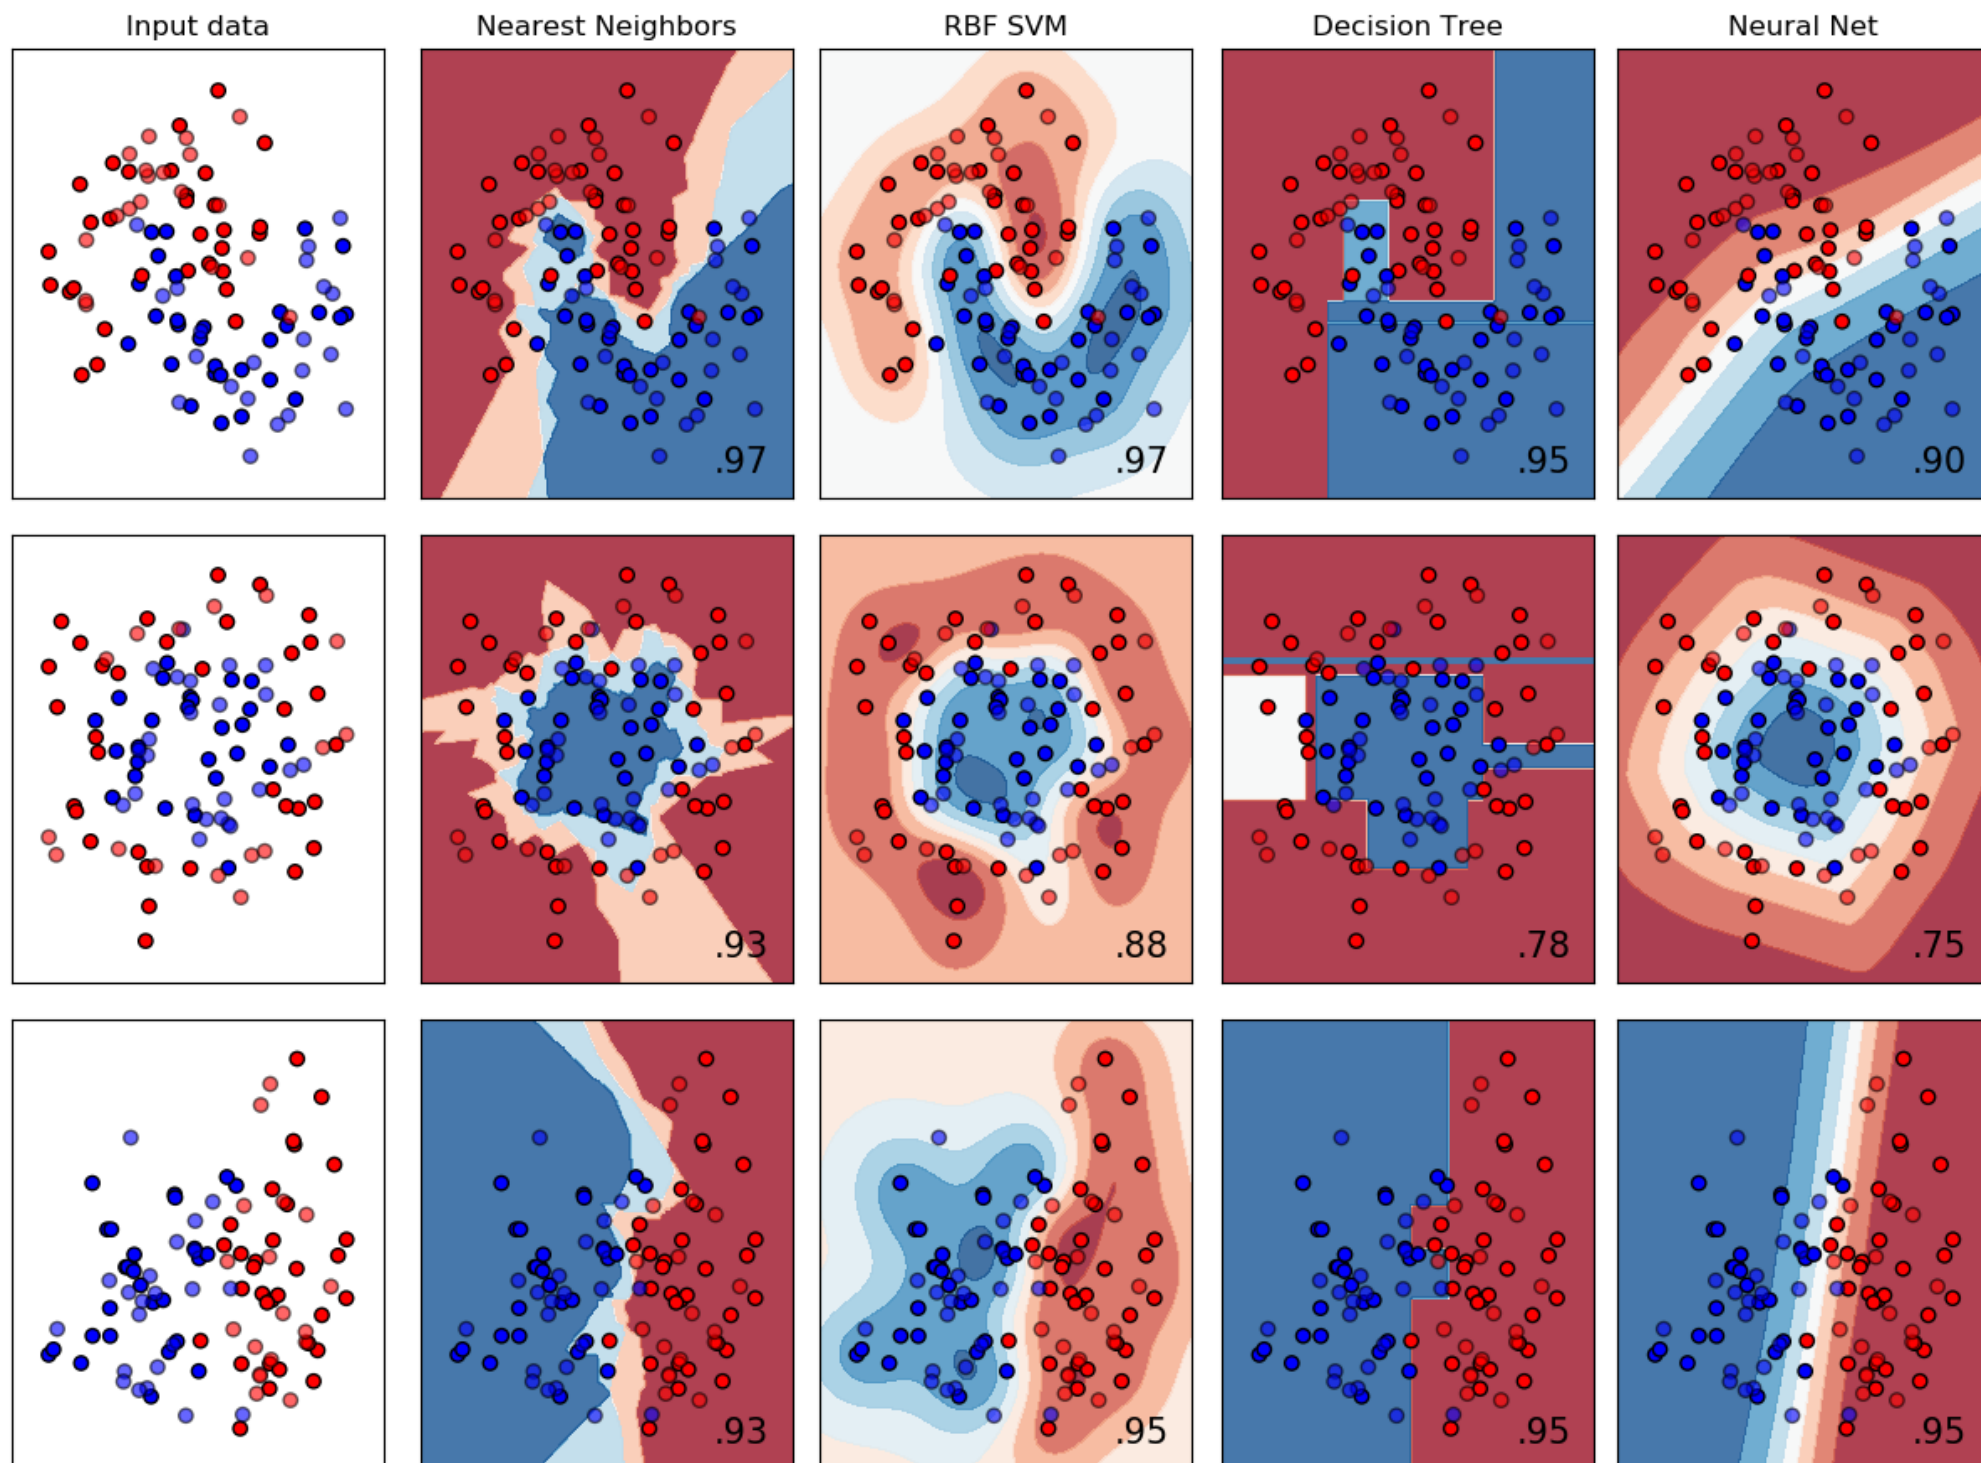 Input data
Nearest Neighbors
RBF SVM
Decision Tree
Neural Net
.97
.97
.95
.90
.93
.88
.78
.75
.93
.95
.95
.95